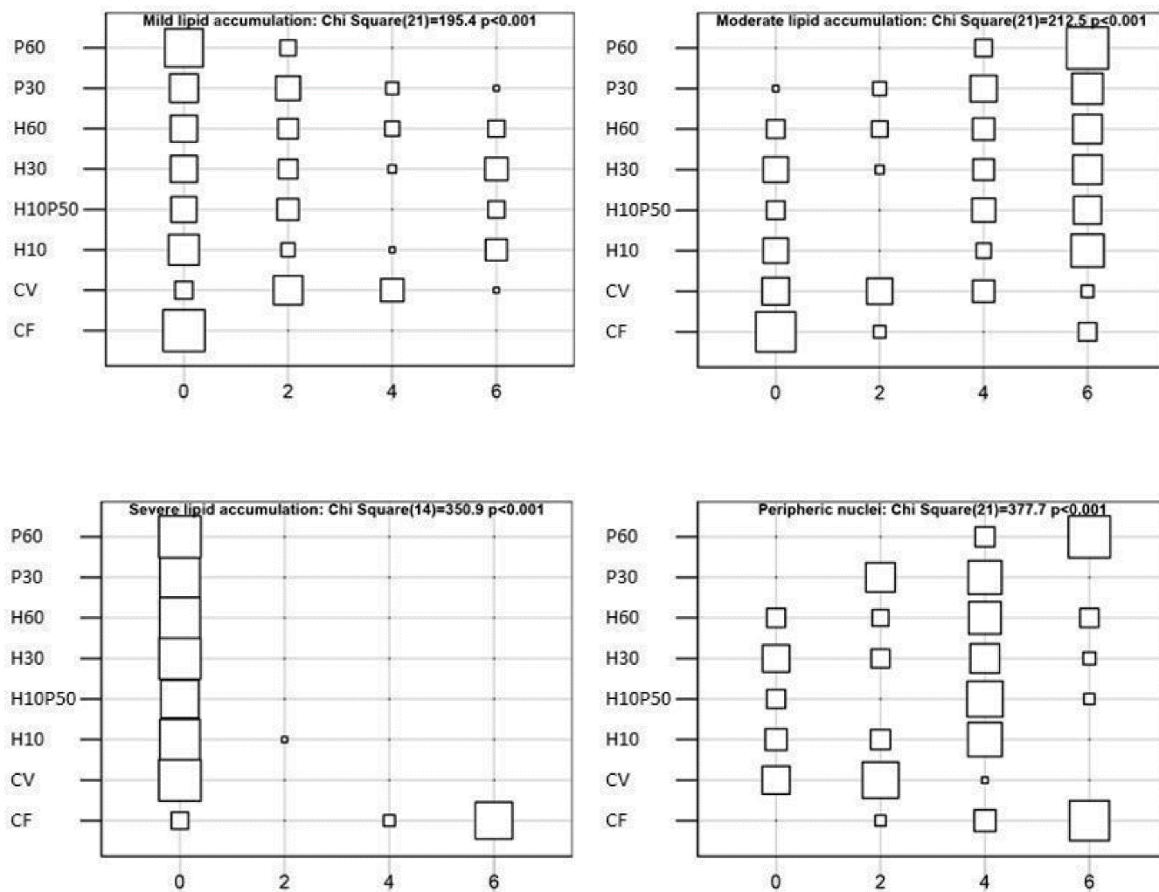 Mild lipid accumulation: Chi Square(21)=195.4 p<0.001
P60
P30
H60
H30
H10P50
H10
CV
CF
0 2 4 6
Moderate lipid accumulation: Chi Square(21)=212.5 p<0.001
P60
P30
H60
H30
H10P50
H10
CV
CF
0 2 4 6
Severe lipid accumulation: Chi Square(14)=350.9 p<0.001
P60
P30
H60
H30
H10P50
H10
CV
CF
0 2 4 6
Peripheric nuclei: Chi Square(21)=377.7 p<0.001
P60
P30
H60
H30
H10P50
H10
CV
CF
0 2 4 6